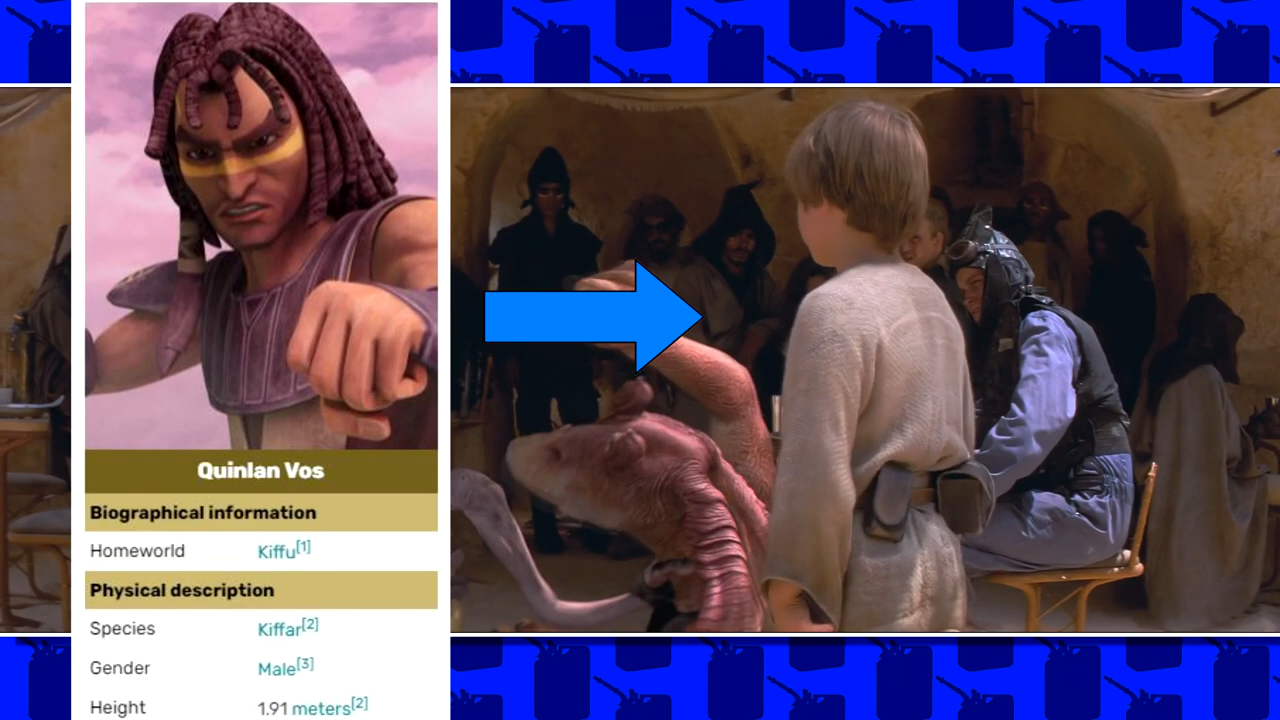 Quinlan Vos
Biographical information
Homeworld Kiffu[1]
Physical description
Species Kiffar[2]
Gender Male[3]
Height 1.91 meters[2]